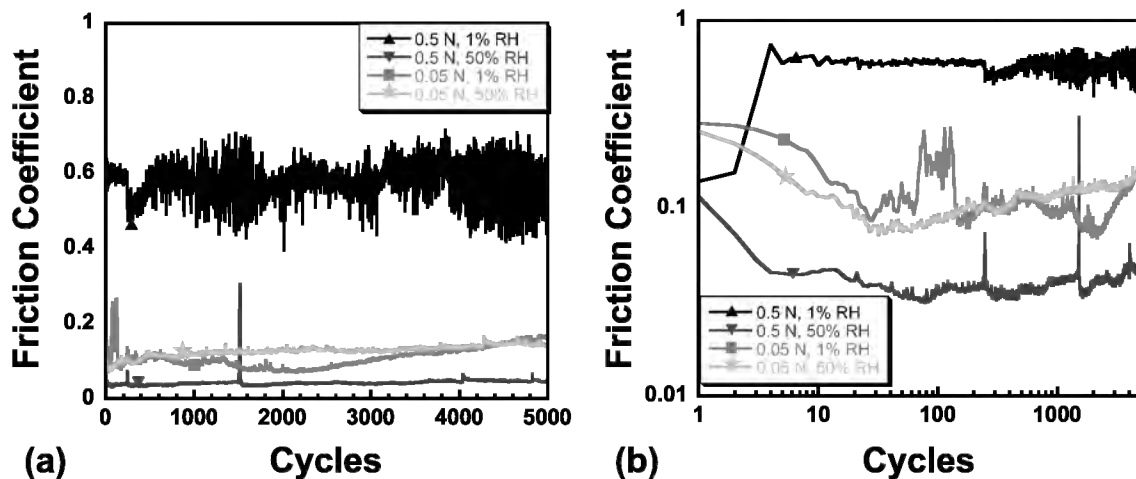 Friction Coefficient
1
0.8
0.6
0.4
0.2
0
0.5 N, 1% RH
0.5 N, 50% RH
0.05 N, 1% RH
0.05 N, 50% RH
0 1000 2000 3000 4000 5000
(a) Cycles
Friction Coefficient
1
0.1
0.01
0.5 N, 1% RH
0.5 N, 50% RH
0.05 N, 1% RH
0.05 N, 50% RH
1 10 100 1000
(b) Cycles